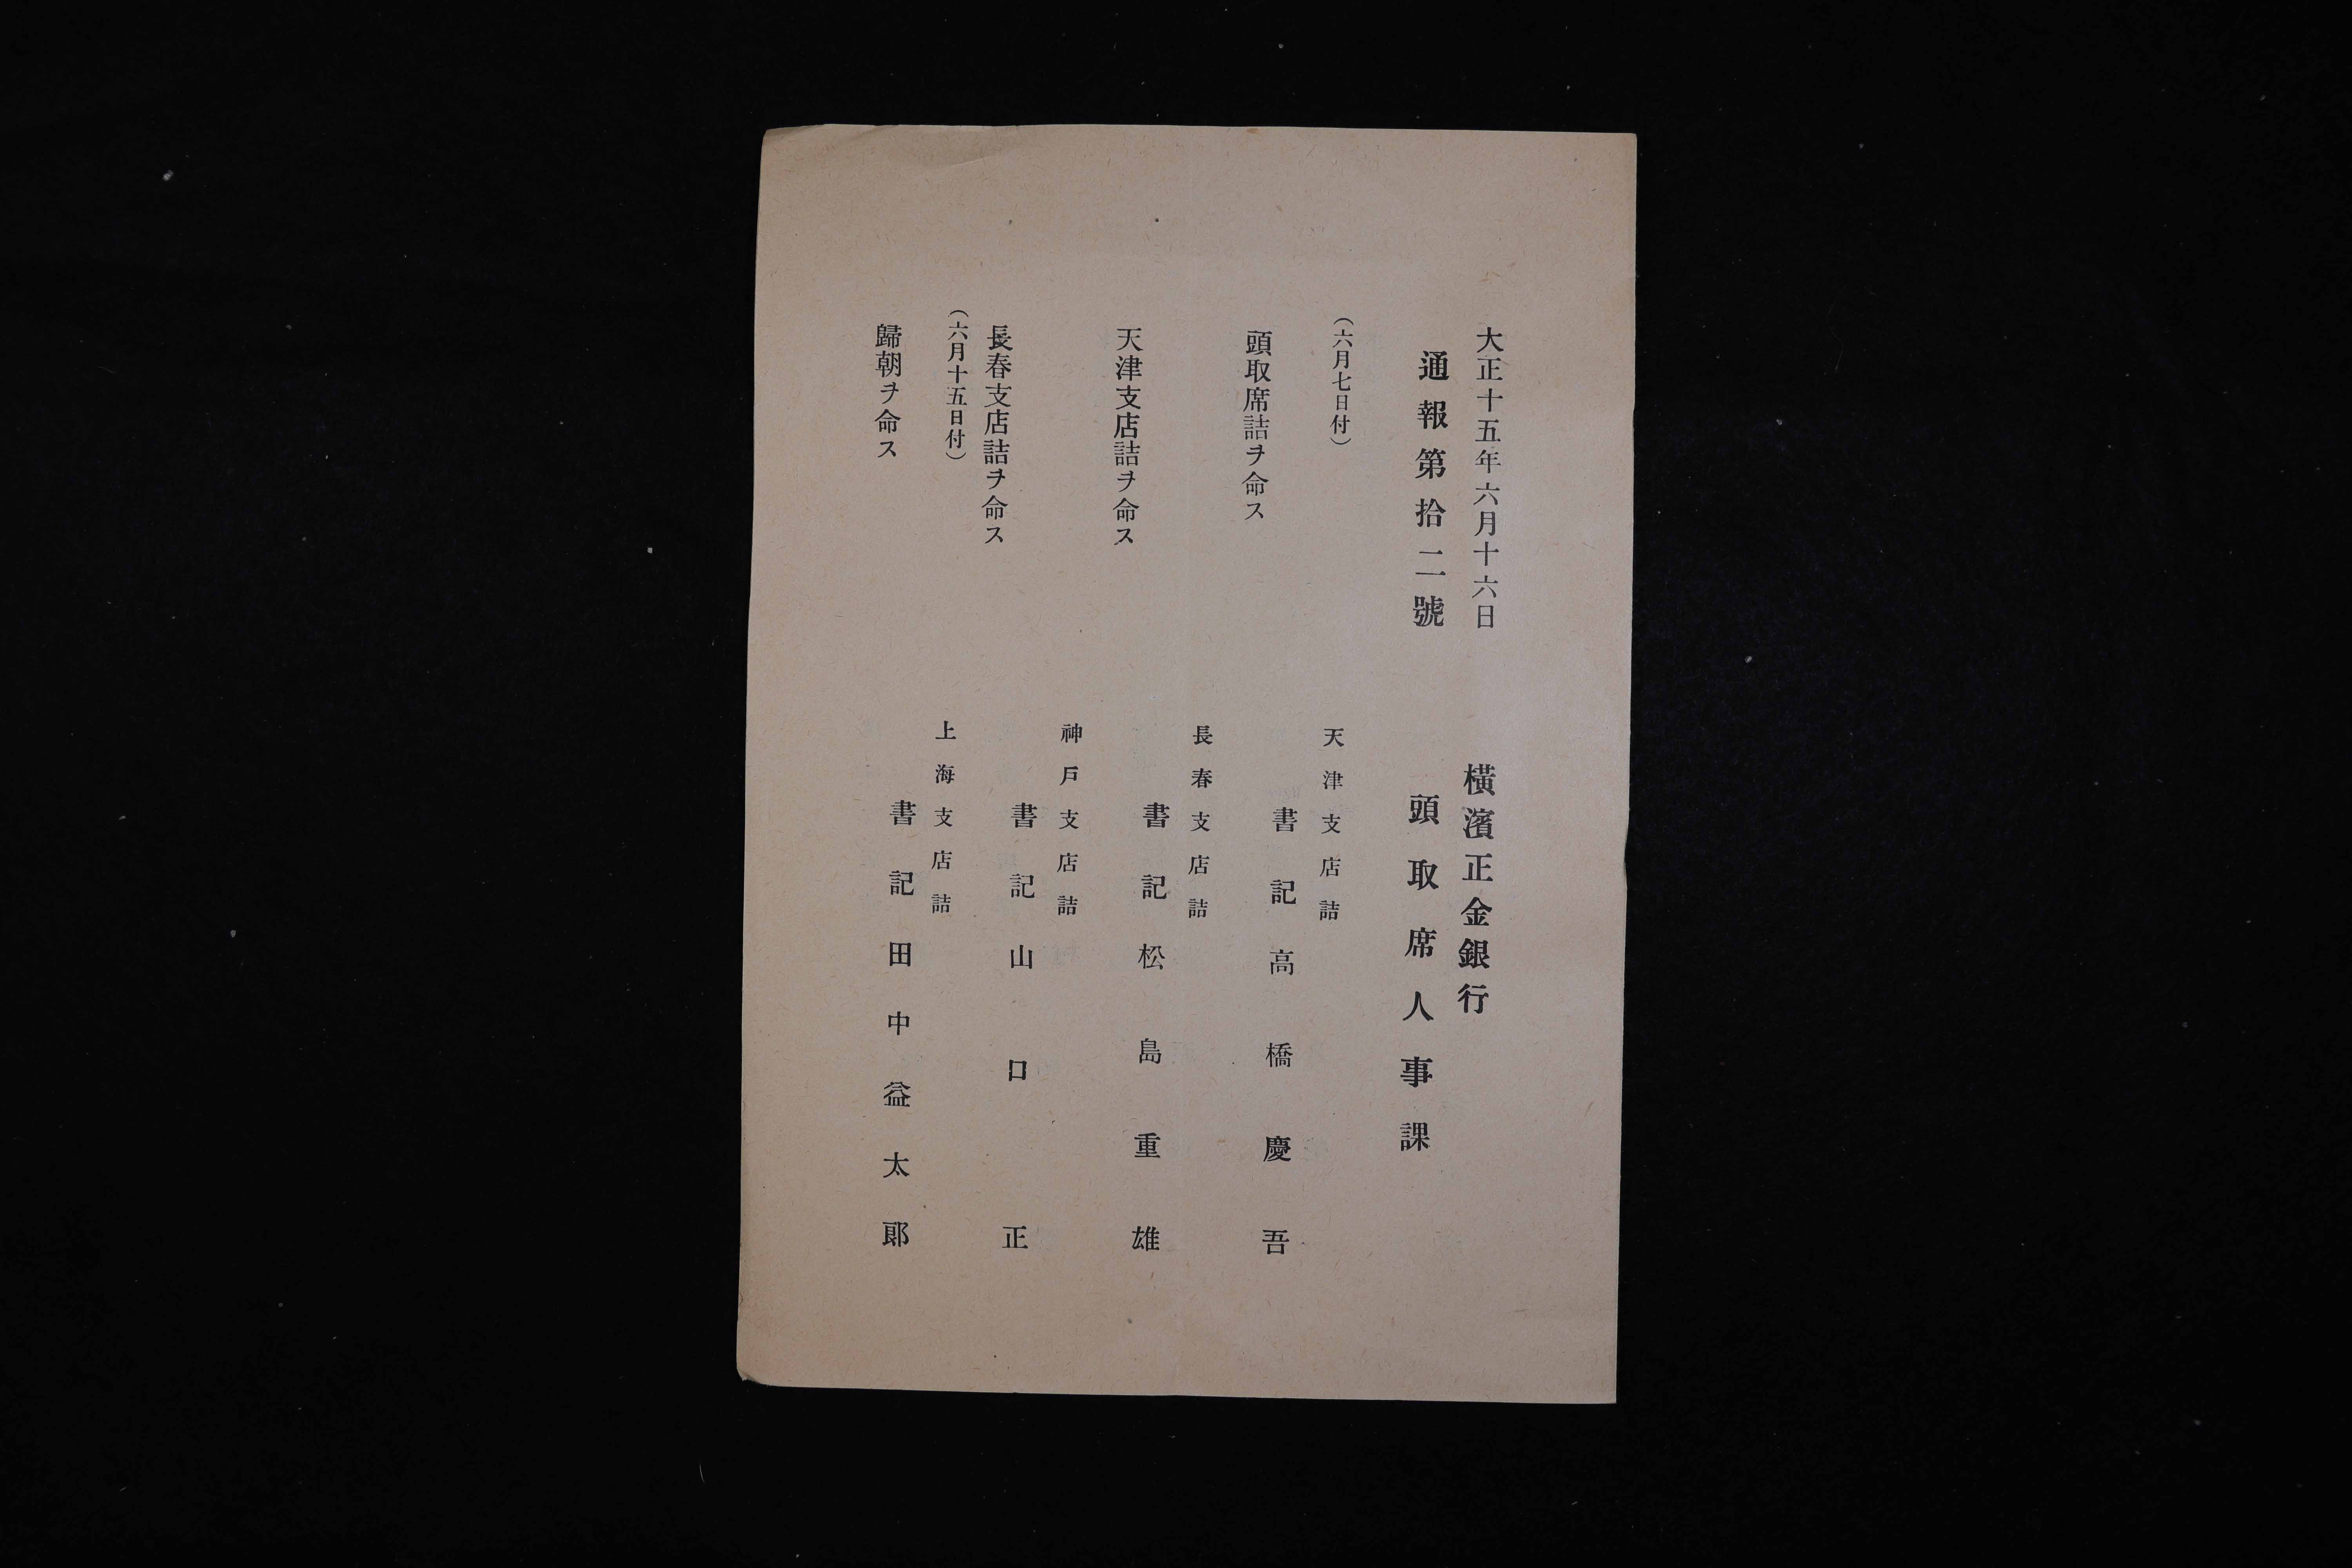 大正十五年六月十六日
橫濱正金銀行
通報第拾二號
頭取席人事課
（六月七日付）
天津支店詰
書記高橋慶吾
頭取席詰ヲ命ス
長春支店詰
書記松島重雄
天津支店詰ヲ命ス
神戶支店詰
書記山口正
長春支店詰ヲ命ス
（六月十五日付）
上海支店詰
書記田中益太郞
歸朝ヲ命ス